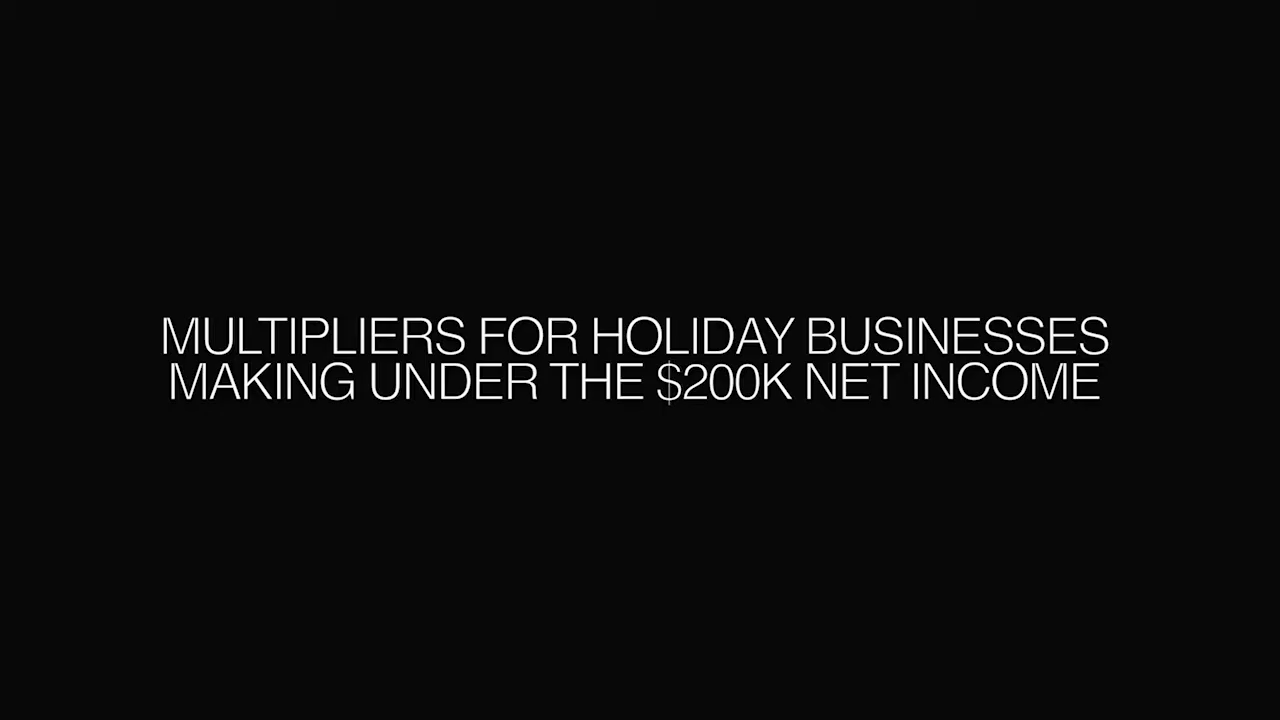 MULTIPLIERS FOR HOLIDAY BUSINESSES
MAKING UNDER THE $200K NET INCOME